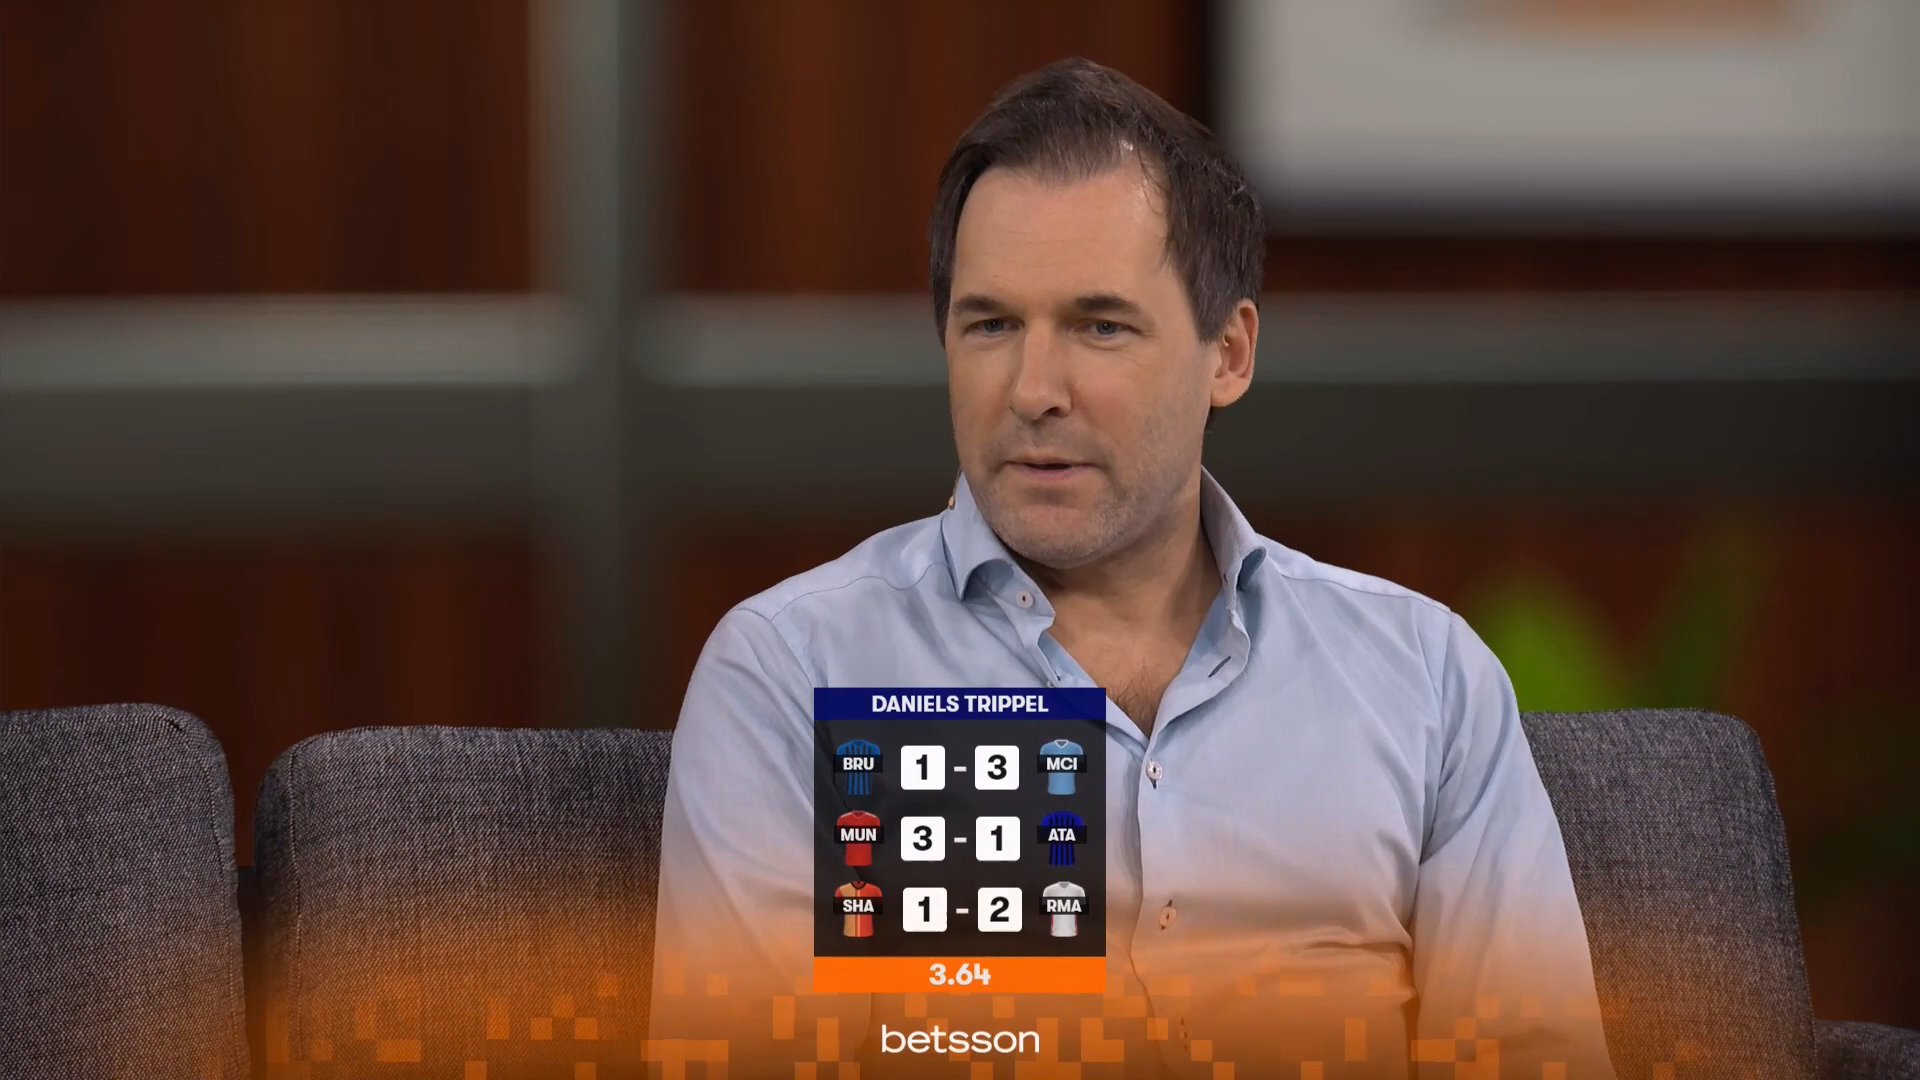 DANIELS TRIPPEL
BRU 1 - 3 MCI
MUN 3 - 1 ATA
SHA 1 - 2 RMA
3.64
betsson